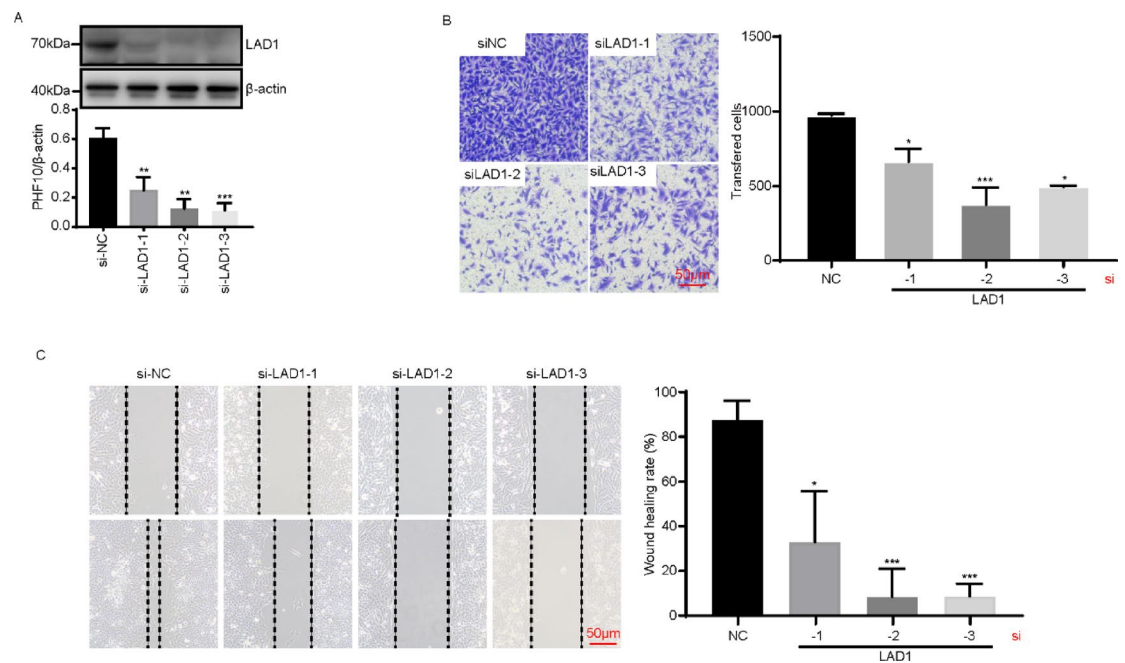 A
70kDa
LAD1
40kDa
β-actin
PHF10/β-actin
0.8
0.6
0.4
0.2
0.0
**
**
***
si-NC
si-LAD1-1
si-LAD1-2
si-LAD1-3
B
siNC
siLAD1-1
siLAD1-2
siLAD1-3
50μm
Transfered cells
1500
1000
500
0
*
***
*
NC
-1
-2
-3
si
LAD1
C
si-NC
si-LAD1-1
si-LAD1-2
si-LAD1-3
50μm
Wound healing rate (%)
100
80
60
40
20
0
*
***
***
NC
-1
-2
-3
si
LAD1